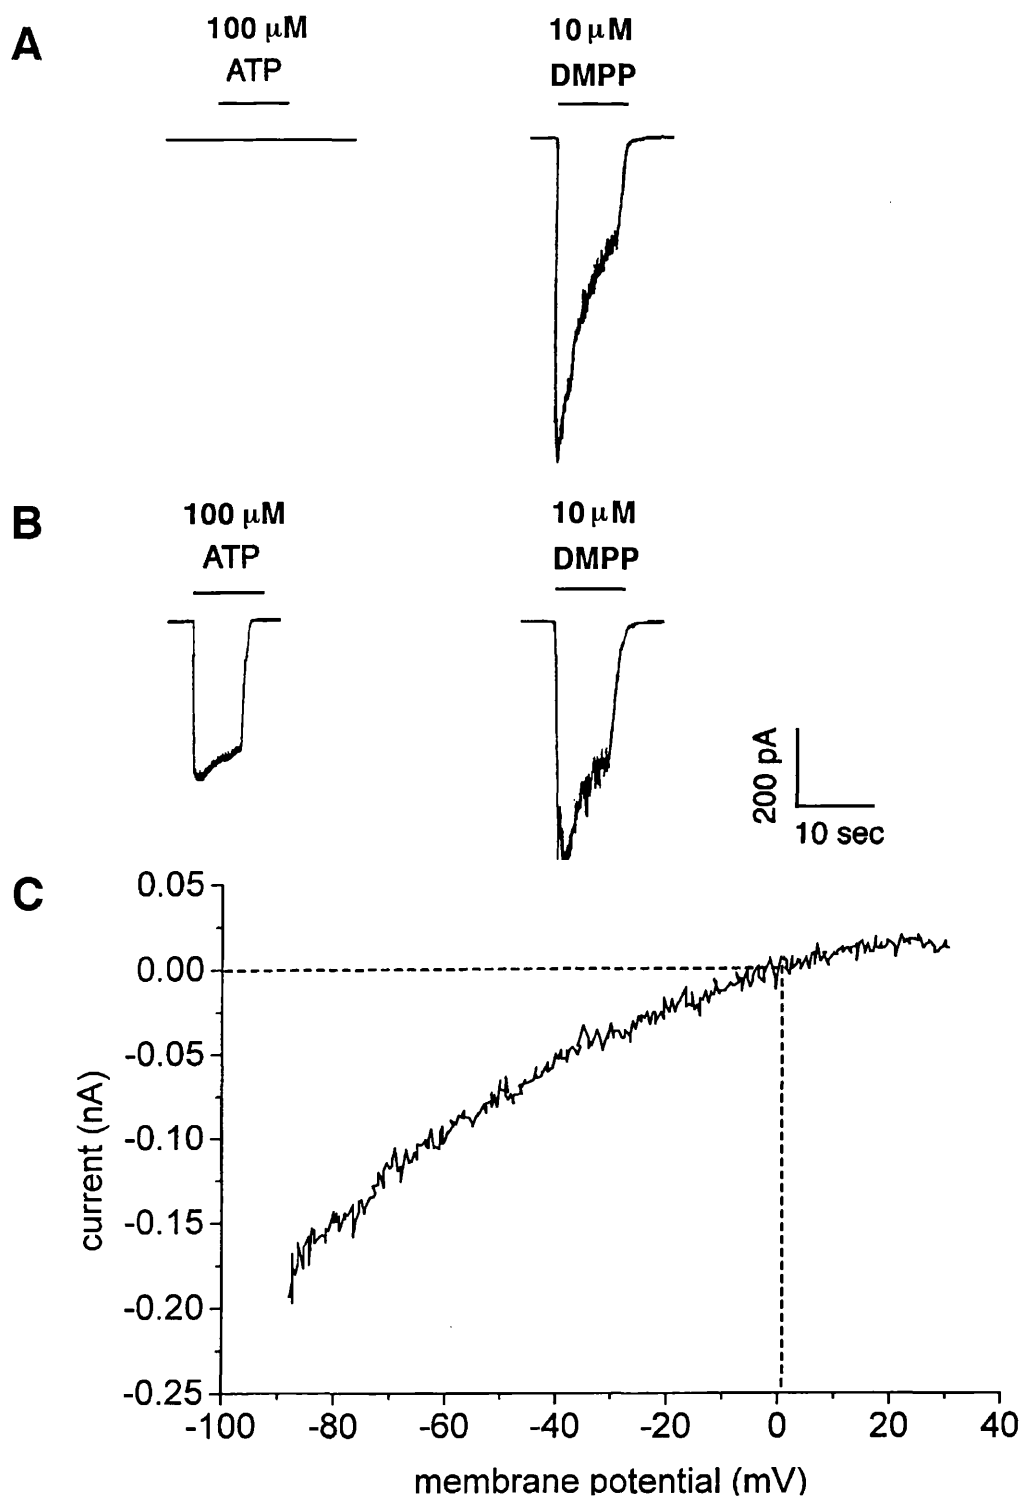 A
100 μM
ATP
10 μM
DMPP
B
100 μM
ATP
10 μM
DMPP
200 pA
10 sec
C
0.05
0.00
-0.05
-0.10
-0.15
-0.20
-0.25
current (nA)
-100 -80 -60 -40 -20 0 20 40
membrane potential (mV)